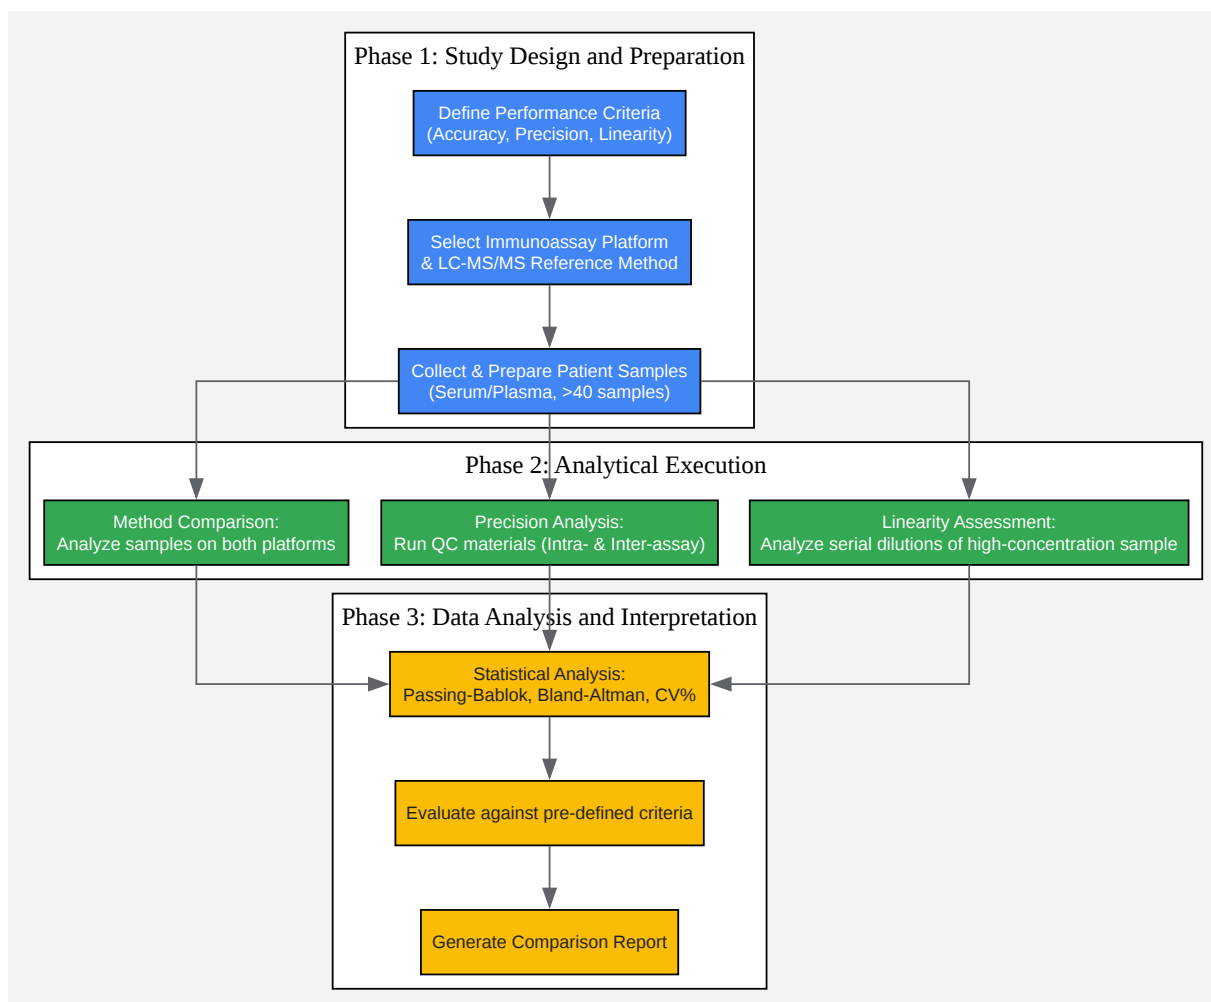 Phase 1: Study Design and Preparation
Define Performance Criteria
(Accuracy, Precision, Linearity)
Select Immunoassay Platform
& LC-MS/MS Reference Method
Collect & Prepare Patient Samples
(Serum/Plasma, >40 samples)
Phase 2: Analytical Execution
Method Comparison:
Analyze samples on both platforms
Precision Analysis:
Run QC materials (Intra- & Inter-assay)
Linearity Assessment:
Analyze serial dilutions of high-concentration sample
Phase 3: Data Analysis and Interpretation
Statistical Analysis:
Passing-Bablok, Bland-Altman, CV%
Evaluate against pre-defined criteria
Generate Comparison Report